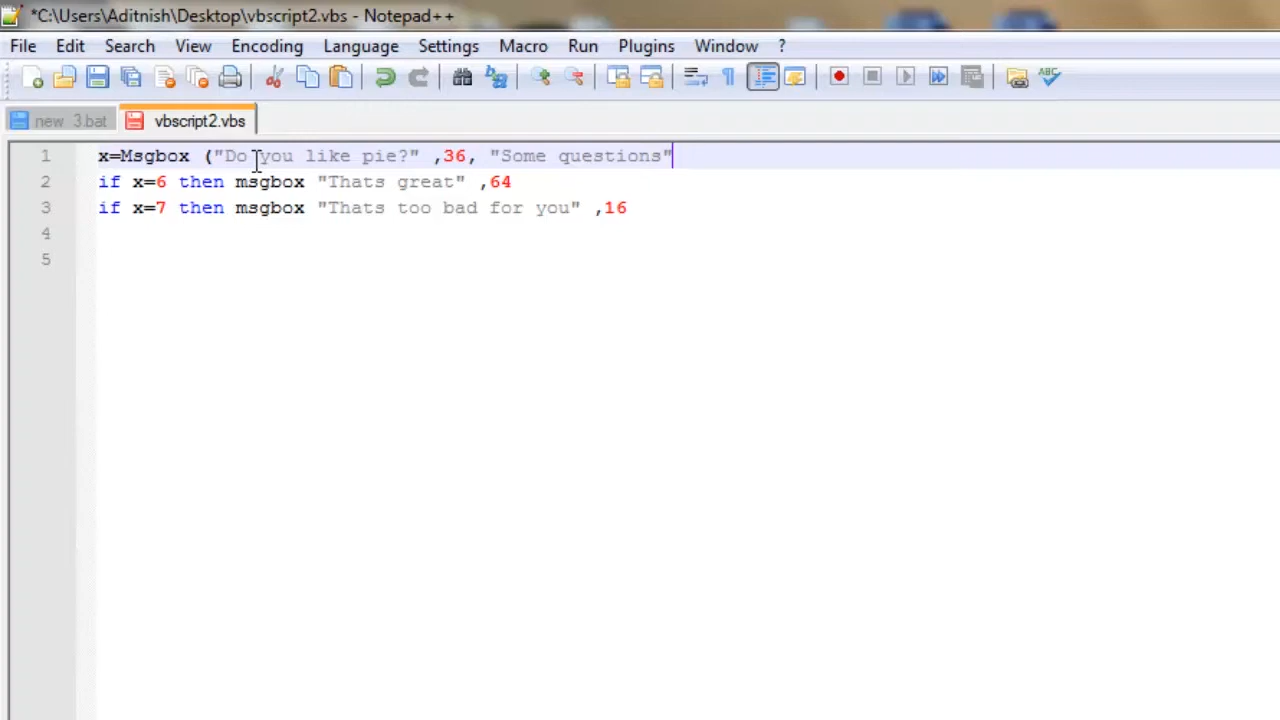 *C:\Users\Aditnish\Desktop\vbscript2.vbs - Notepad++
File Edit Search View Encoding Language Settings Macro Run Plugins Window ?
new 3.bat vbscript2.vbs
1 x=Msgbox ("Do you like pie?" ,36, "Some questions"
2 if x=6 then msgbox "Thats great" ,64
3 if x=7 then msgbox "Thats too bad for you" ,16
4
5